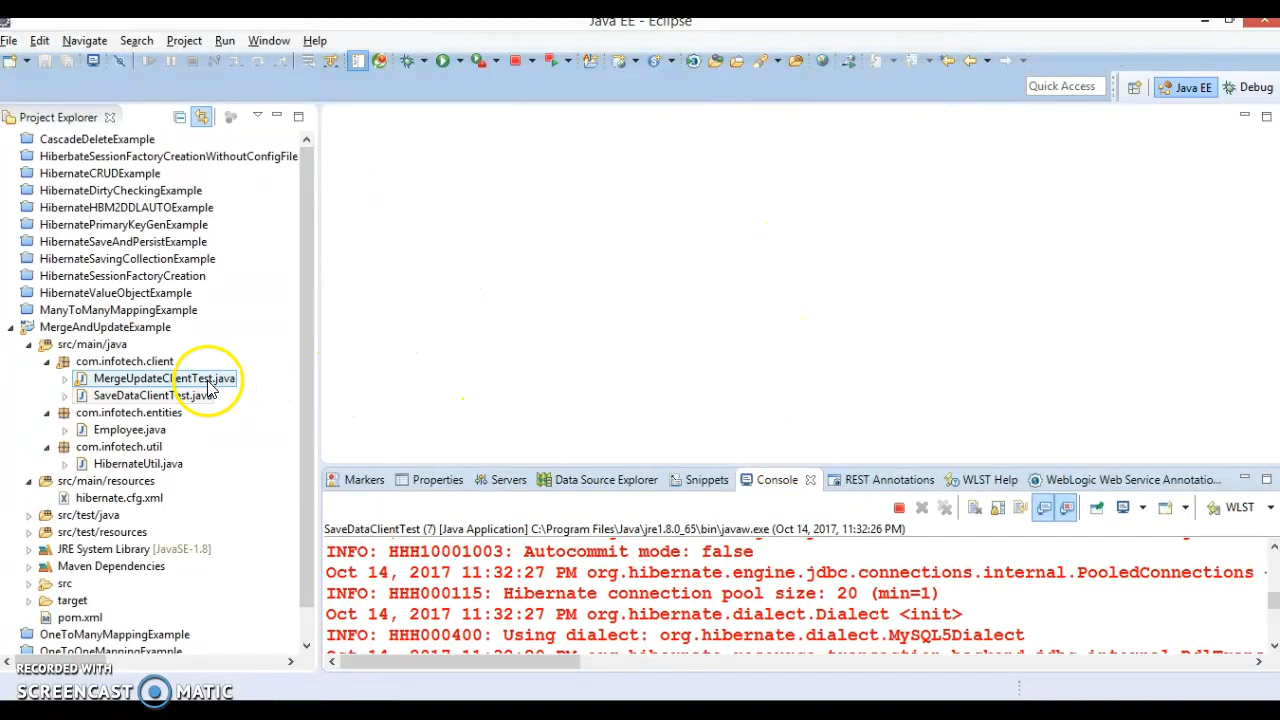 Java EE - Eclipse
File Edit Navigate Search Project Run Window Help
Quick Access
Java EE
Debug
Project Explorer
CascadeDeleteExample
HiberbateSessionFactoryCreationWithoutConfigFile
HibernateCRUDExample
HibernateDirtyCheckingExample
HibernateHBM2DDLAUTOExample
HibernatePrimaryKeyGenExample
HibernateSaveAndPersistExample
HibernateSavingCollectionExample
HibernateSessionFactoryCreation
HibernateValueObjectExample
ManyToManyMappingExample
MergeAndUpdateExample
src/main/java
com.infotech.client
MergeUpdateClientTest.java
SaveDataClientTest.java
com.infotech.entities
Employee.java
com.infotech.util
HibernateUtil.java
src/main/resources
hibernate.cfg.xml
src/test/java
src/test/resources
JRE System Library [JavaSE-1.8]
Maven Dependencies
src
target
pom.xml
OneToManyMappingExample
OneToOneMappingExample
Markers Properties Servers Data Source Explorer Snippets Console REST Annotations WLST Help WebLogic Web Service Annotatio...
WLST
SaveDataClientTest (7) [Java Application] C:\Program Files\Java\jre1.8.0_65\bin\javaw.exe (Oct 14, 2017, 11:32:26 PM)
INFO: HHH10001003: Autocommit mode: false
Oct 14, 2017 11:32:27 PM org.hibernate.engine.jdbc.connections.internal.PooledConnections
INFO: HHH000115: Hibernate connection pool size: 20 (min=1)
Oct 14, 2017 11:32:27 PM org.hibernate.dialect.Dialect <init>
INFO: HHH000400: Using dialect: org.hibernate.dialect.MySQL5Dialect
RECORDED WITH
SCREENCAST MATIC